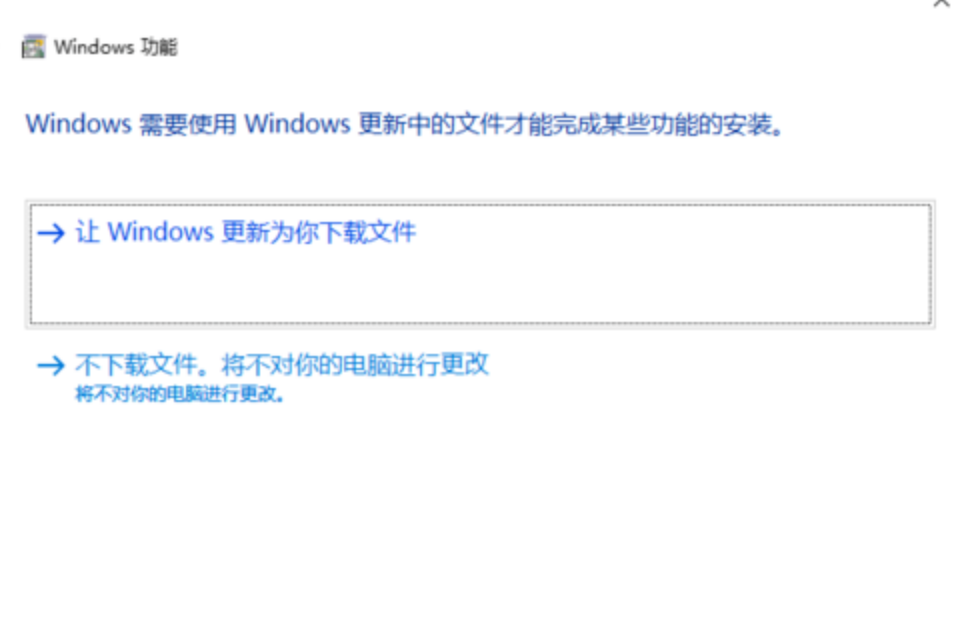 Windows 功能
Windows 需要使用 Windows 更新中的文件才能完成某些功能的安装。
→ 让 Windows 更新为你下载文件
→ 不下载文件。将不对你的电脑进行更改
将不对你的电脑进行更改。